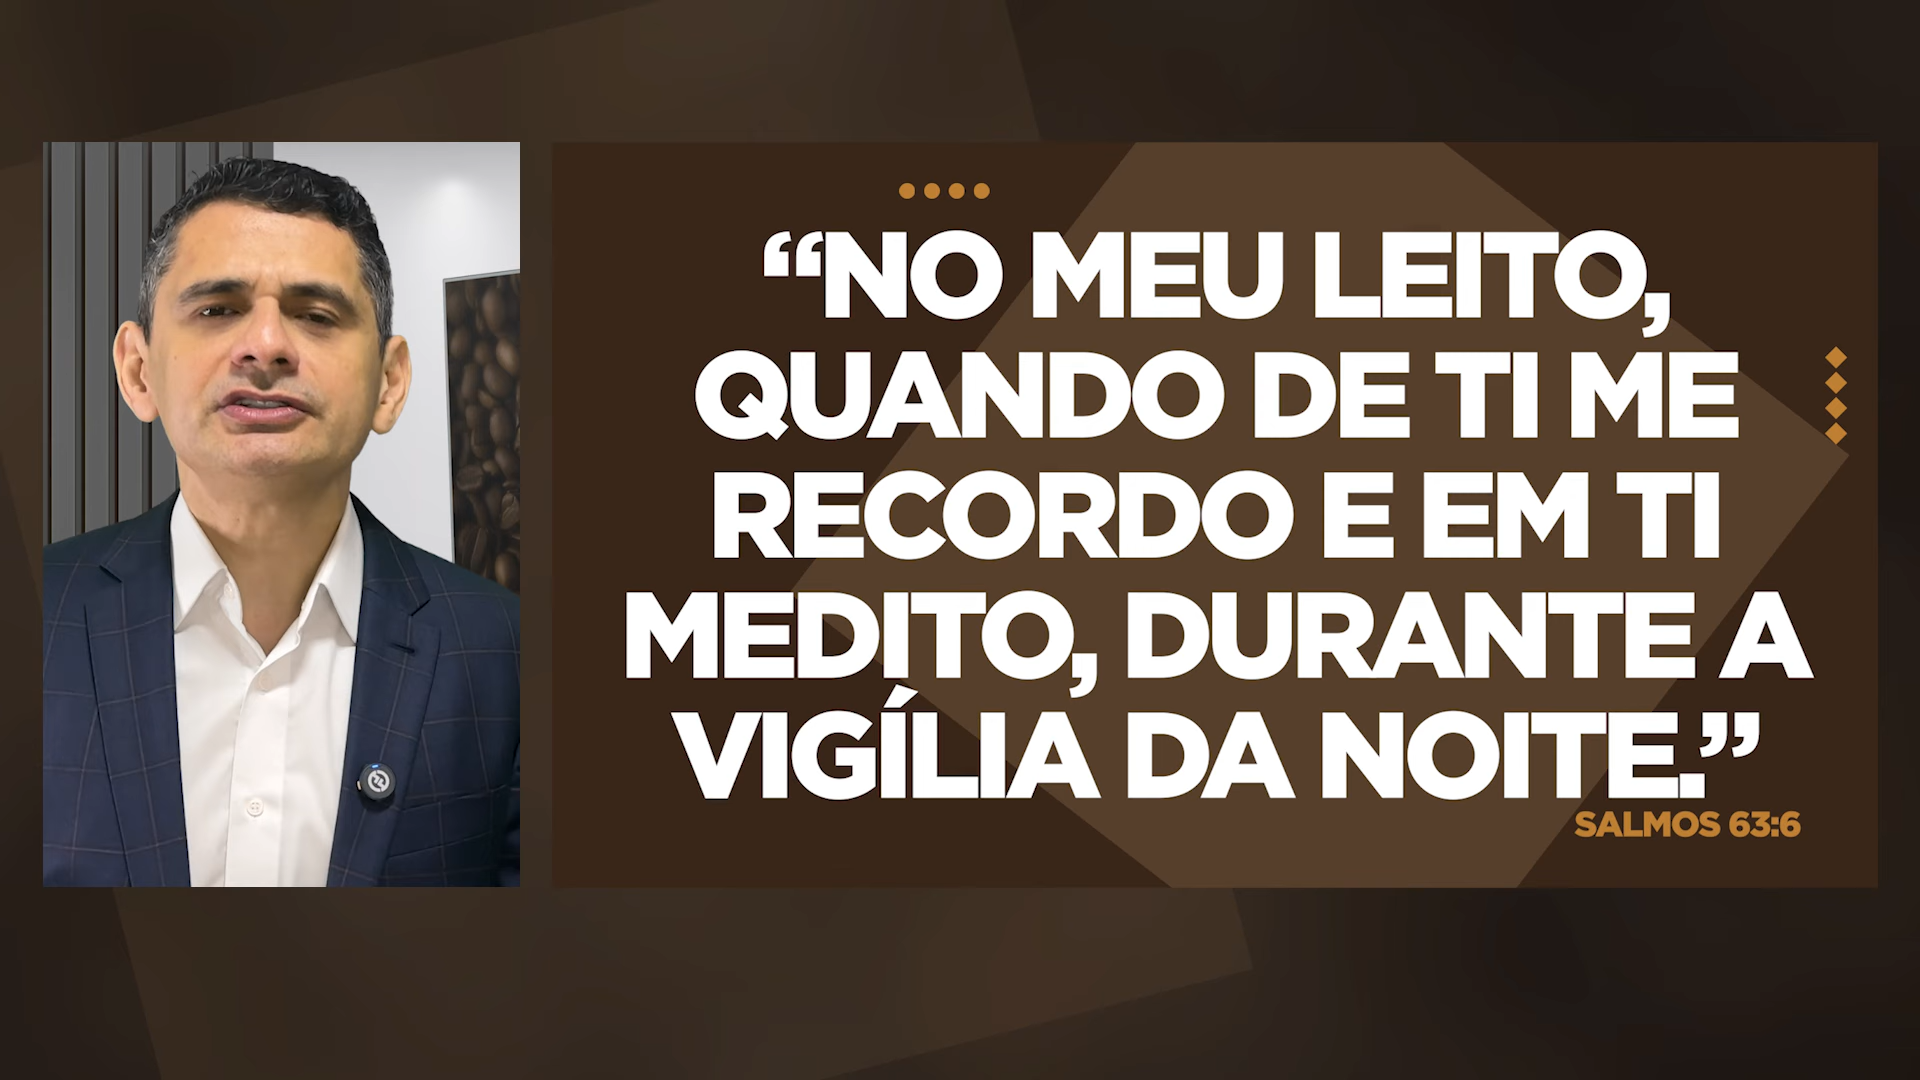 “NO MEU LEITO,
QUANDO DE TI ME
RECORDO E EM TI
MEDITO, DURANTE A
VIGÍLIA DA NOITE.”
SALMOS 63:6